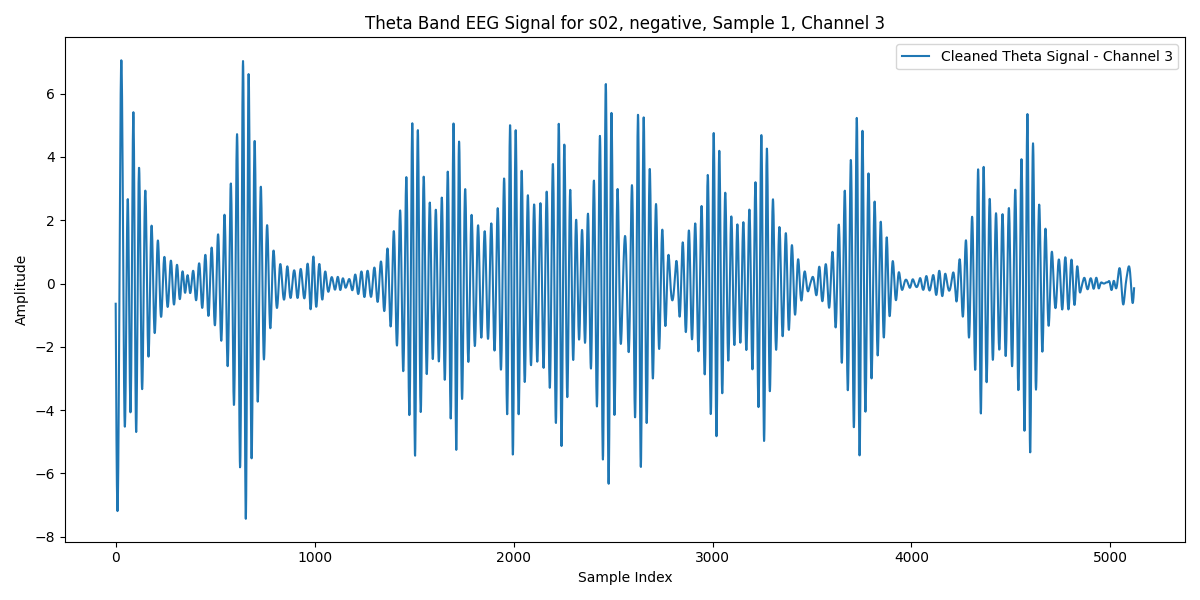 Theta Band EEG Signal for s02, negative, Sample 1, Channel 3
Cleaned Theta Signal - Channel 3
Amplitude
6
4
2
0
−2
−4
−6
−8
0 1000 2000 3000 4000 5000
Sample Index